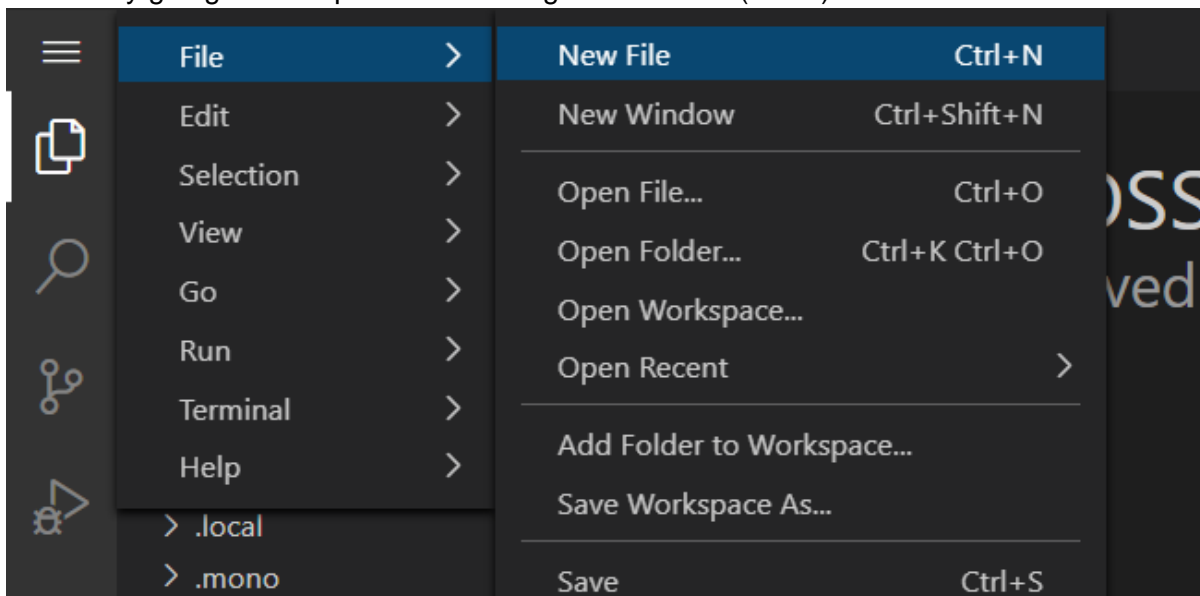 File
Edit
Selection
View
Go
Run
Terminal
Help
.local
.mono
New File Ctrl+N
New Window Ctrl+Shift+N
Open File... Ctrl+O
Open Folder... Ctrl+K Ctrl+O
Open Workspace...
Open Recent
Add Folder to Workspace...
Save Workspace As...
Save Ctrl+S